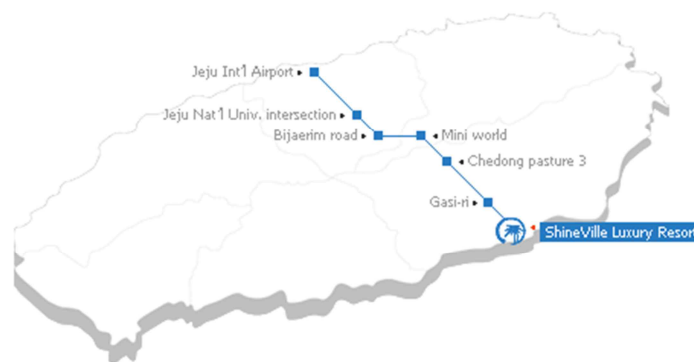 Jeju Int'l Airport
Jeju Nat'l Univ. intersection
Bijaerim road
Mini world
Chedong pasture 3
Gasi-ri
ShineVille Luxury Resor